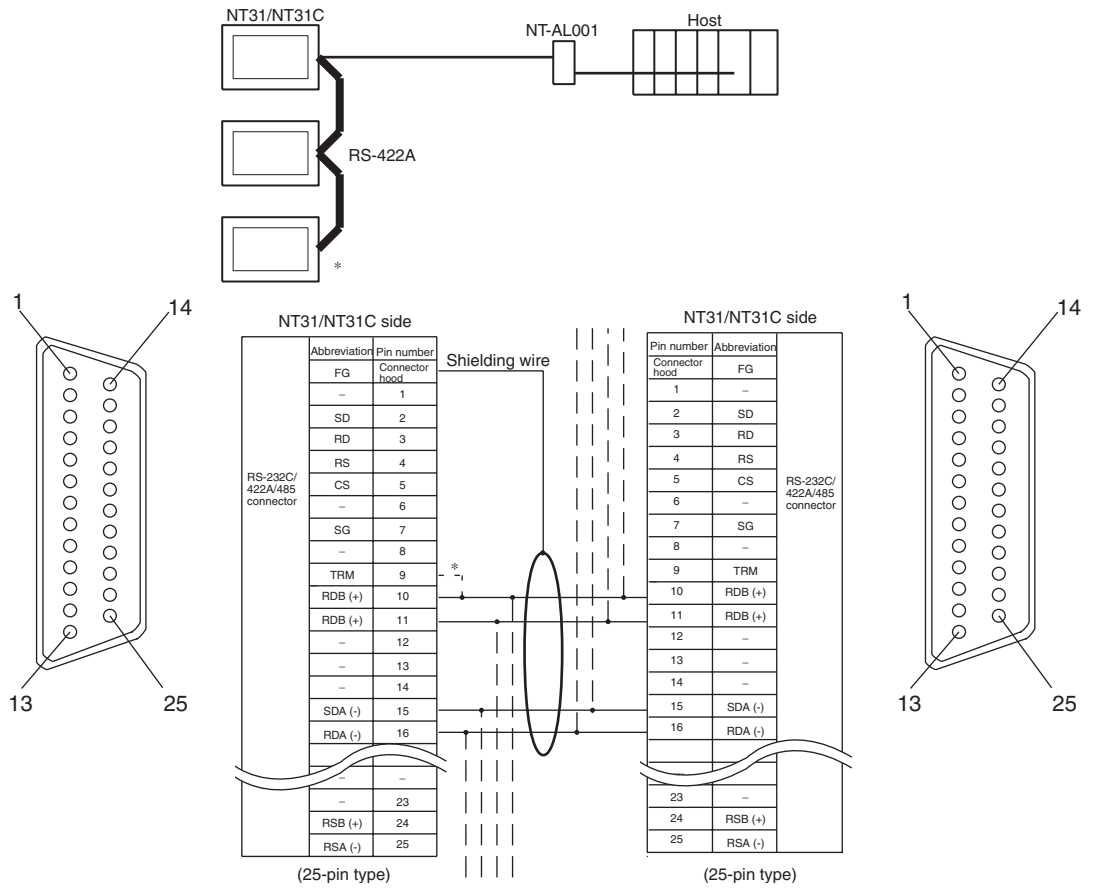 NT31/NT31C
NT-AL001
Host
RS-422A
*
1
14
13
25
NT31/NT31C side
Abbreviation Pin number
FG Connector hood
– 1
SD 2
RD 3
RS 4
CS 5
– 6
SG 7
– 8
TRM 9
RDB (+) 10
RDB (+) 11
– 12
– 13
– 14
SDA (-) 15
RDA (-) 16
– –
– 23
RSB (+) 24
RSA (-) 25
RS-232C/
422A/485
connector
(25-pin type)
Shielding wire
*
NT31/NT31C side
Pin number Abbreviation
Connector hood FG
1 –
2 SD
3 RD
4 RS
5 CS
6 –
7 SG
8 –
9 TRM
10 RDB (+)
11 RDB (+)
12 –
13 –
14 –
15 SDA (-)
16 RDA (-)
23 –
24 RSB (+)
25 RSA (-)
RS-232C/
422A/485
connector
(25-pin type)
1
14
13
25